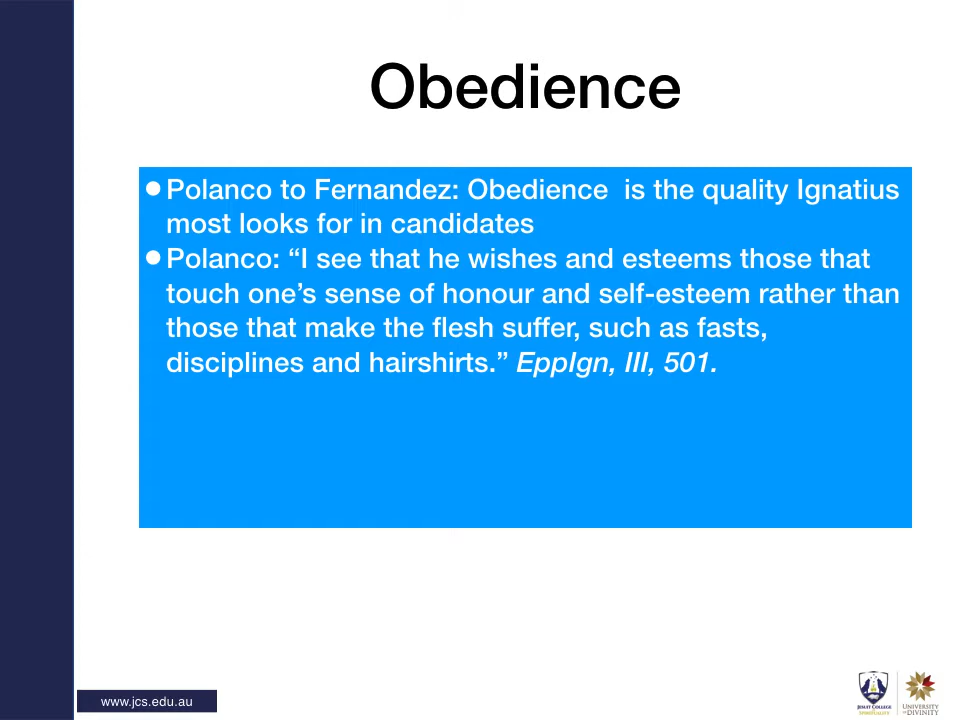 Obedience
●Polanco to Fernandez: Obedience  is the quality Ignatius
most looks for in candidates
●Polanco: “I see that he wishes and esteems those that
touch one’s sense of honour and self-esteem rather than
those that make the flesh suffer, such as fasts,
disciplines and hairshirts.” EppIgn, III, 501.
www.jcs.edu.au
JESUIT COLLEGE
SPIRITUALITY
UNIVERSITY
OF DIVINITY